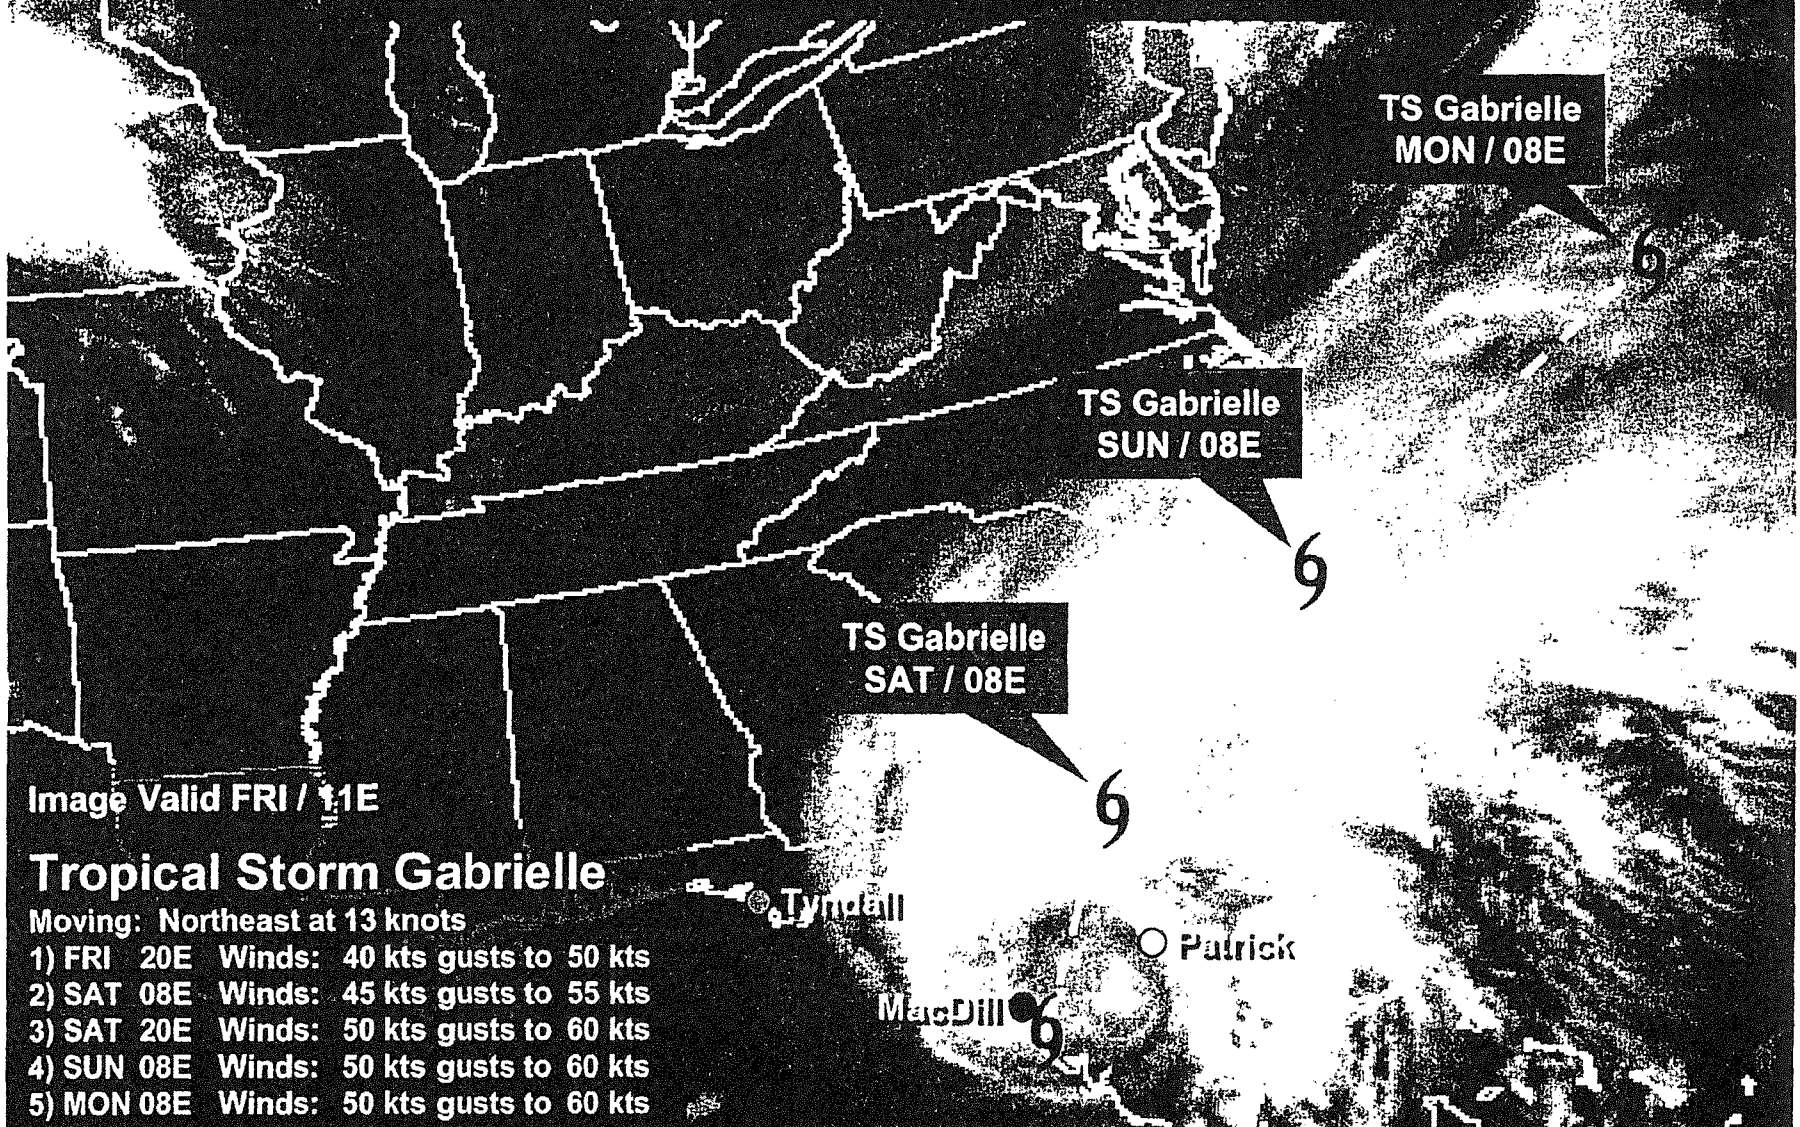 TS Gabrielle
MON / 08E
TS Gabrielle
SUN / 08E
TS Gabrielle
SAT / 08E
Image Valid FRI / 11E
Tropical Storm Gabrielle
Moving: Northeast at 13 knots
1) FRI 20E Winds: 40 kts gusts to 50 kts
2) SAT 08E Winds: 45 kts gusts to 55 kts
3) SAT 20E Winds: 50 kts gusts to 60 kts
4) SUN 08E Winds: 50 kts gusts to 60 kts
5) MON 08E Winds: 50 kts gusts to 60 kts
Tyndall
Patrick
MacDill